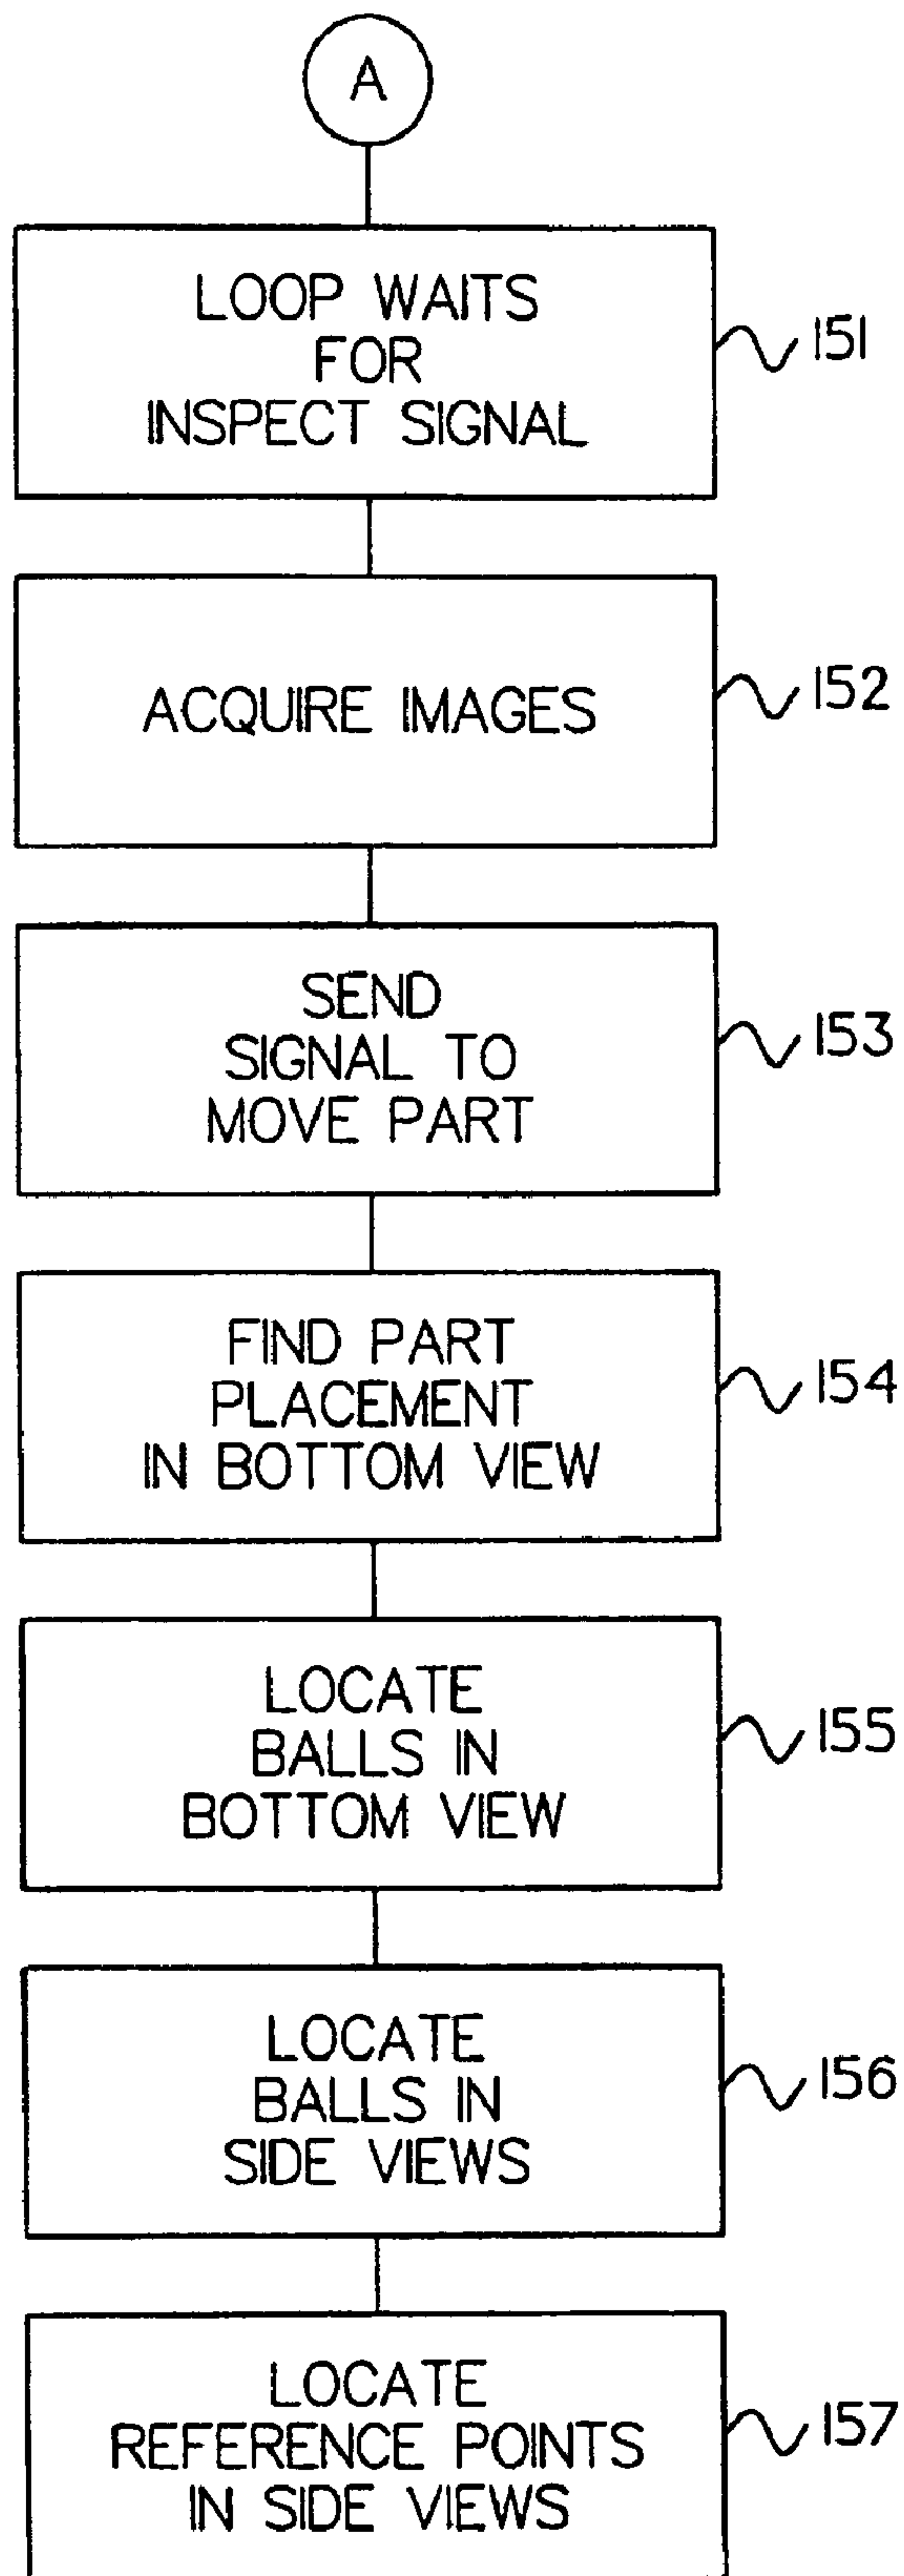 A
LOOP WAITS
FOR
INSPECT SIGNAL
151
ACQUIRE IMAGES
152
SEND
SIGNAL TO
MOVE PART
153
FIND PART
PLACEMENT
IN BOTTOM VIEW
154
LOCATE
BALLS IN
BOTTOM VIEW
155
LOCATE
BALLS IN
SIDE VIEWS
156
LOCATE
REFERENCE POINTS
IN SIDE VIEWS
157